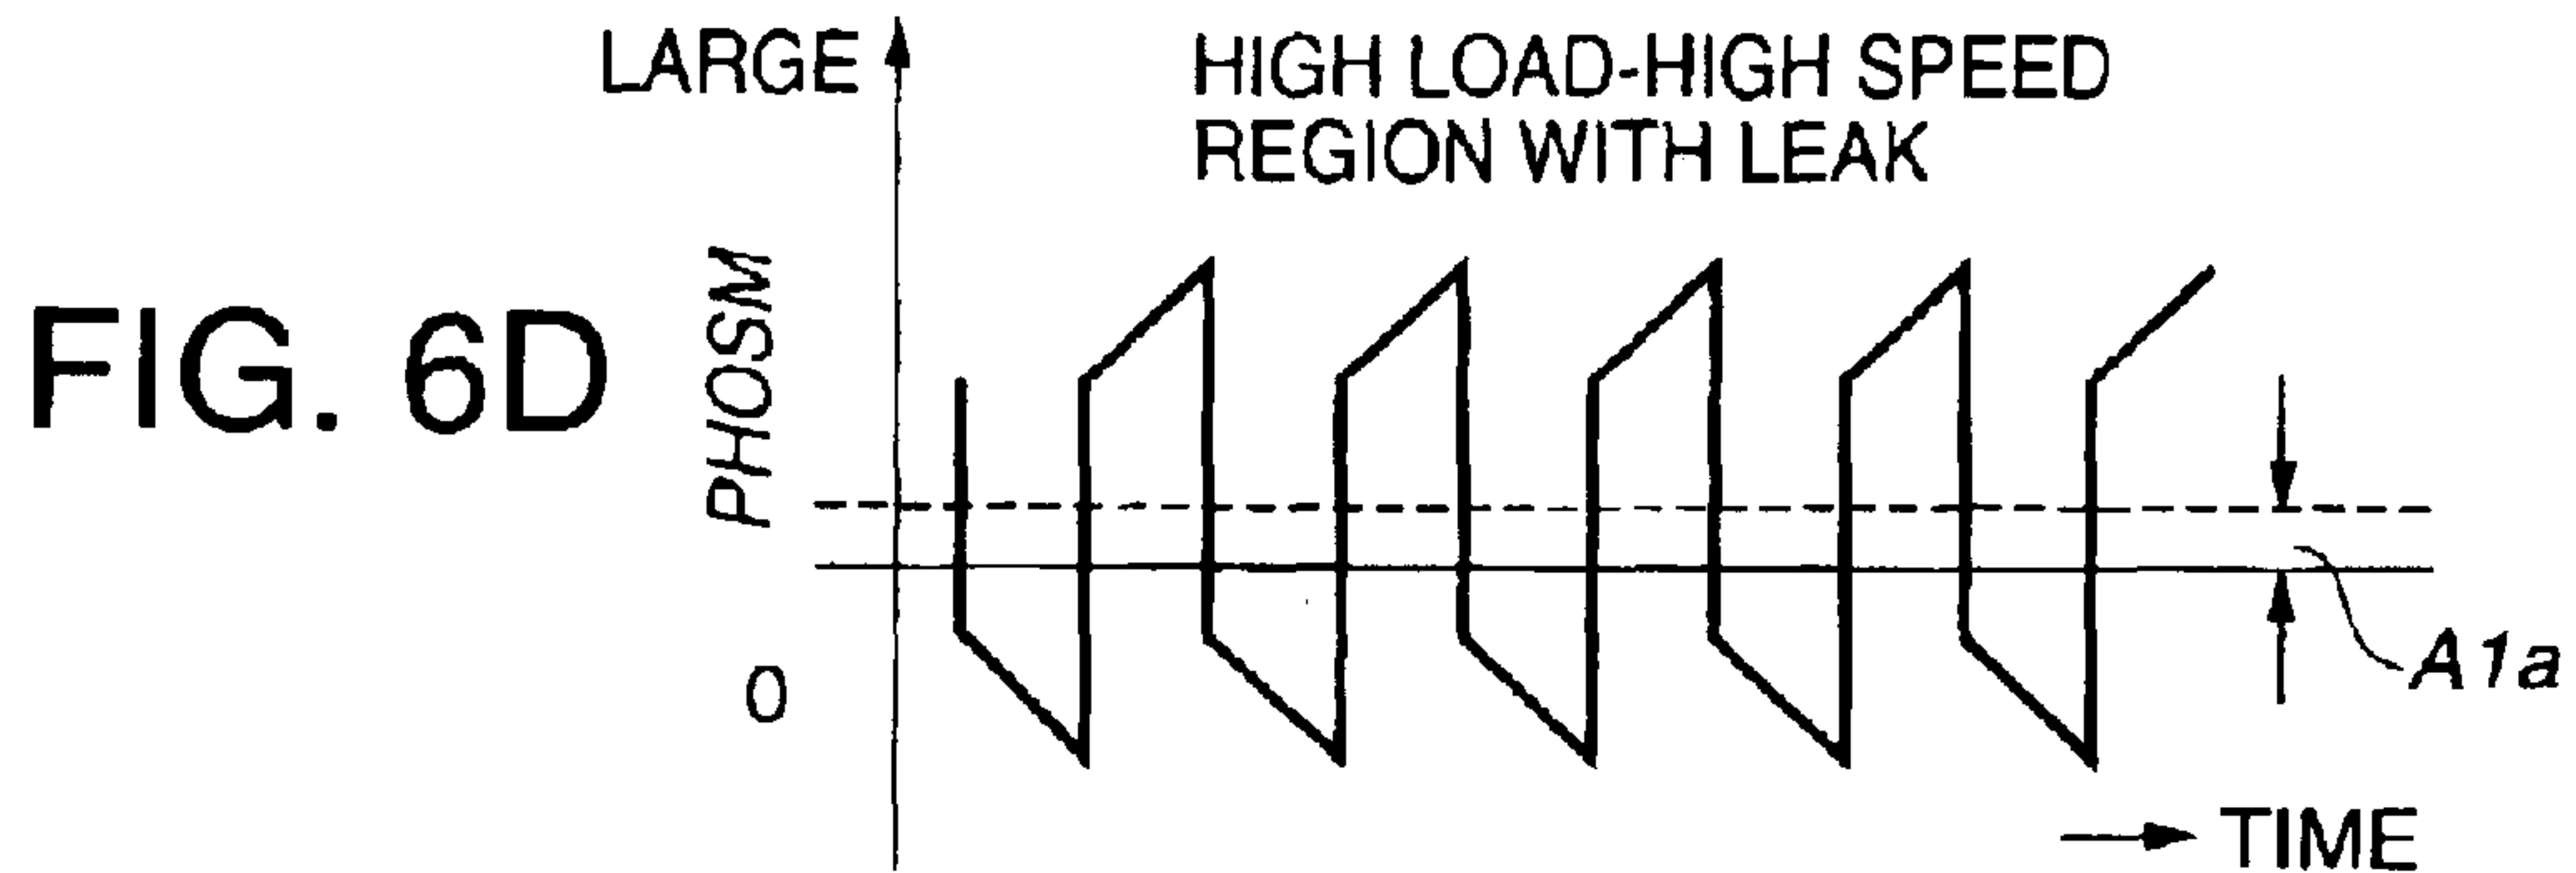 LARGE
HIGH LOAD-HIGH SPEED
REGION WITH LEAK
FIG. 6D
PHOSM
0
A1a
TIME